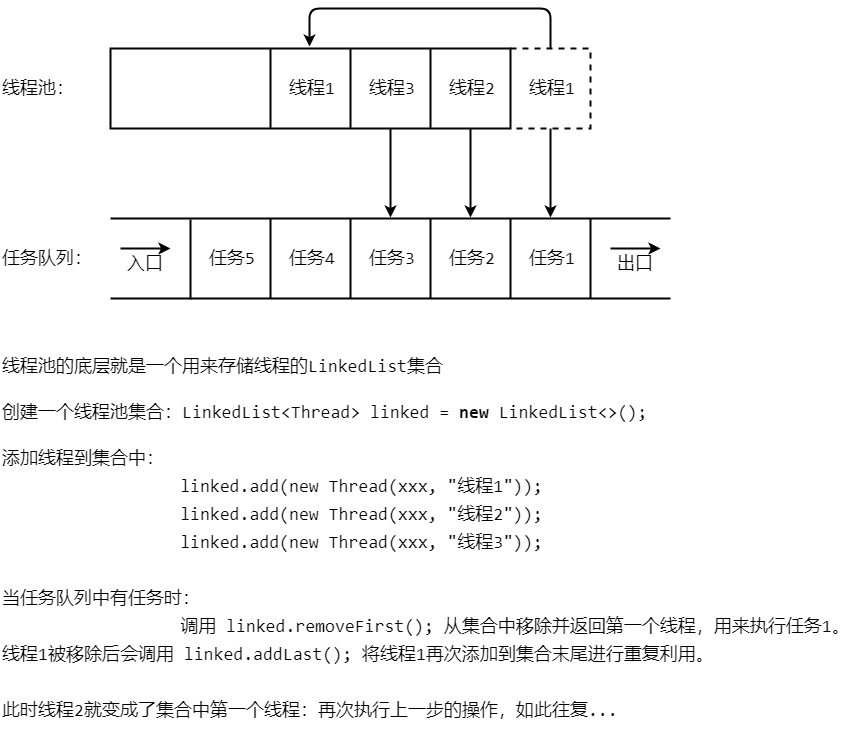 线程池： 线程1 线程3 线程2 线程1
任务队列： 入口 任务5 任务4 任务3 任务2 任务1 出口
线程池的底层就是一个用来存储线程的LinkedList集合
创建一个线程池集合：LinkedList<Thread> linked = new LinkedList<>();
添加线程到集合中：
linked.add(new Thread(xxx, "线程1"));
linked.add(new Thread(xxx, "线程2"));
linked.add(new Thread(xxx, "线程3"));
当任务队列中有任务时：
调用 linked.removeFirst(); 从集合中移除并返回第一个线程，用来执行任务1。
线程1被移除后会调用 linked.addLast(); 将线程1再次添加到集合末尾进行重复利用。
此时线程2就变成了集合中第一个线程：再次执行上一步的操作，如此往复...